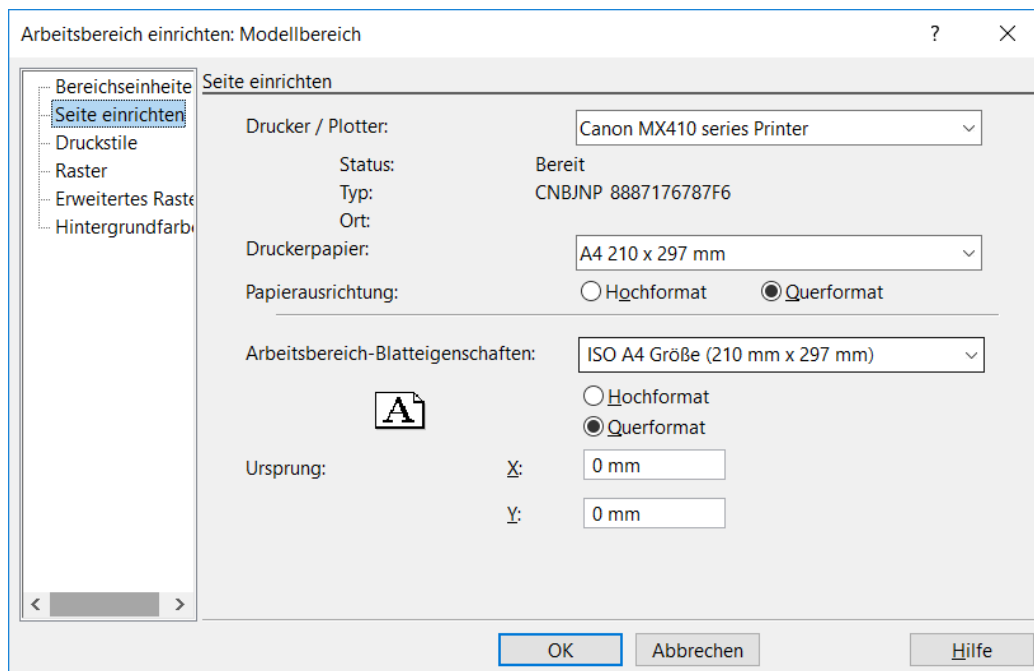 Arbeitsbereich einrichten: Modellbereich ?
Bereichseinheite
Seite einrichten
Druckstile
Raster
Erweitertes Raste
Hintergrundfarb
Seite einrichten
Drucker / Plotter: Canon MX410 series Printer
Status: Bereit
Typ: CNBJNP 8887176787F6
Ort:
Druckerpapier: A4 210 x 297 mm
Papierausrichtung: Hochformat Querformat
Arbeitsbereich-Blatteigenschaften: ISO A4 Größe (210 mm x 297 mm)
A Hochformat
Querformat
Ursprung: X: 0 mm
Y: 0 mm
OK Abbrechen Hilfe